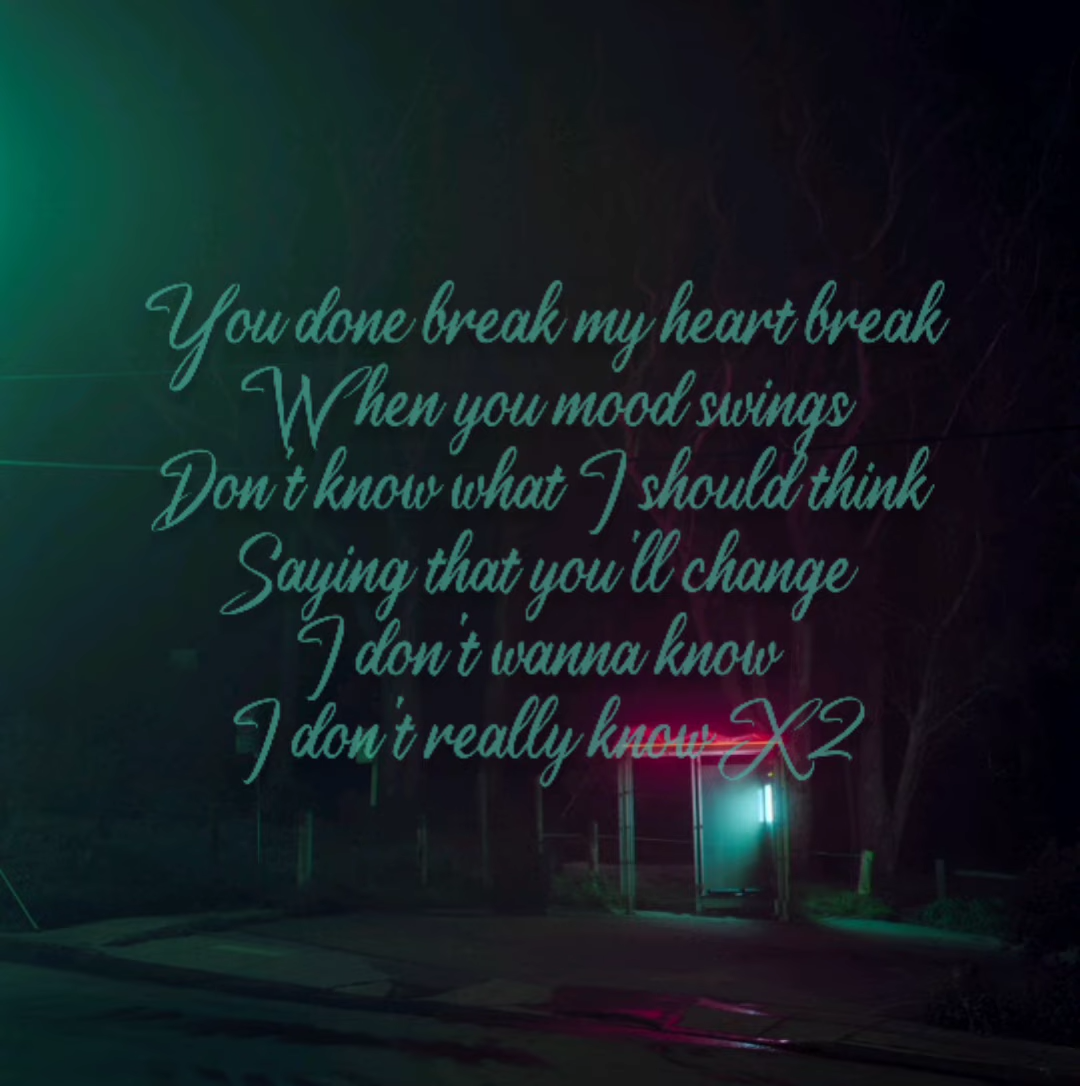 You done break my heart break
When you mood swings
Don't know what I should think
Saying that you'll change
I don't wanna know
I don't really know X2